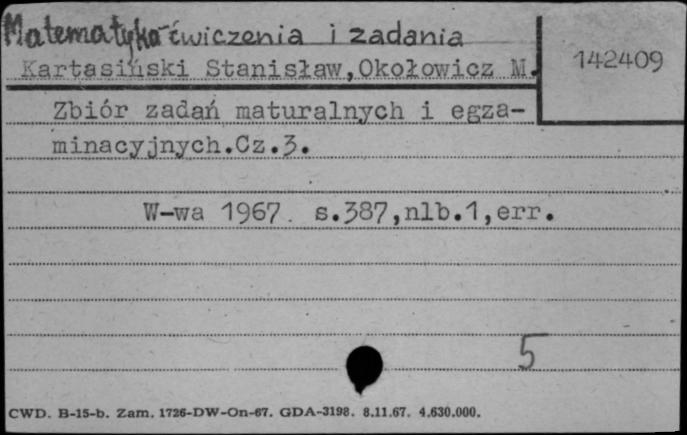 Matematyka-ćwiczenia i zadania
142409
Kartasiński Stanisław,Okołowicz M.
Zbiór zadań maturalnych i egza-
minacyjnych.Cz.3.
W-wa 1967. s.387,nlb.1,err.
5
CWD. B-15-b. Zam. 1726-DW-On-67. GDA-3198. 8.11.67. 4.630.000.